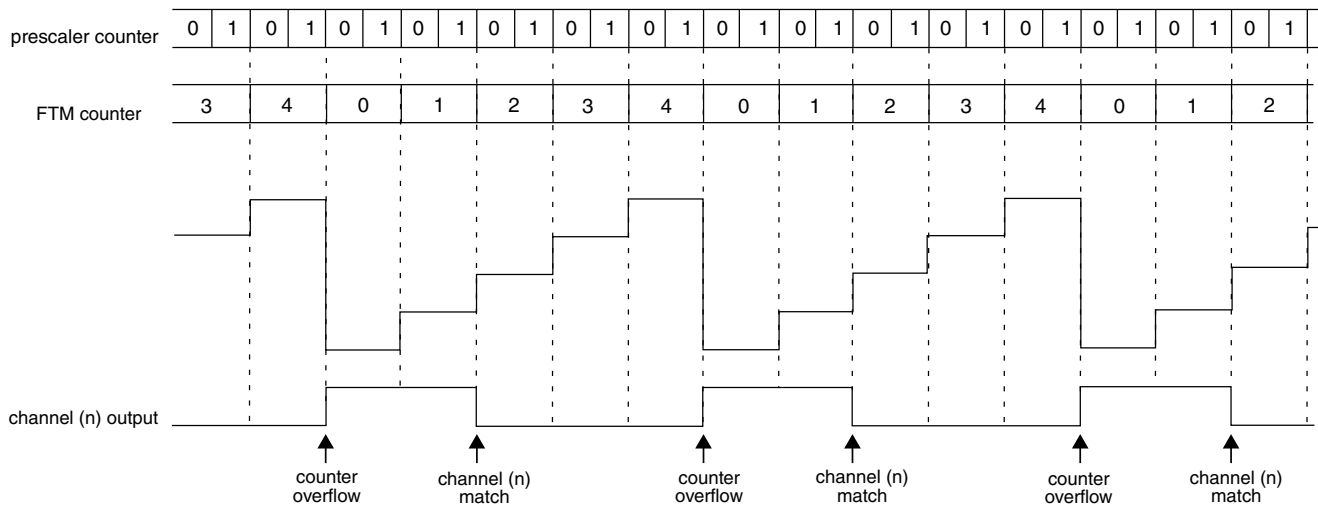 prescaler counter 0 1 0 1 0 1 0 1 0 1 0 1 0 1 0 1 0 1 0 1 0 1 0 1 0 1 0 1 0 1
FTM counter 3 4 0 1 2 3 4 0 1 2 3 4 0 1 2
channel (n) output
counter overflow
channel (n) match
counter overflow
channel (n) match
counter overflow
channel (n) match